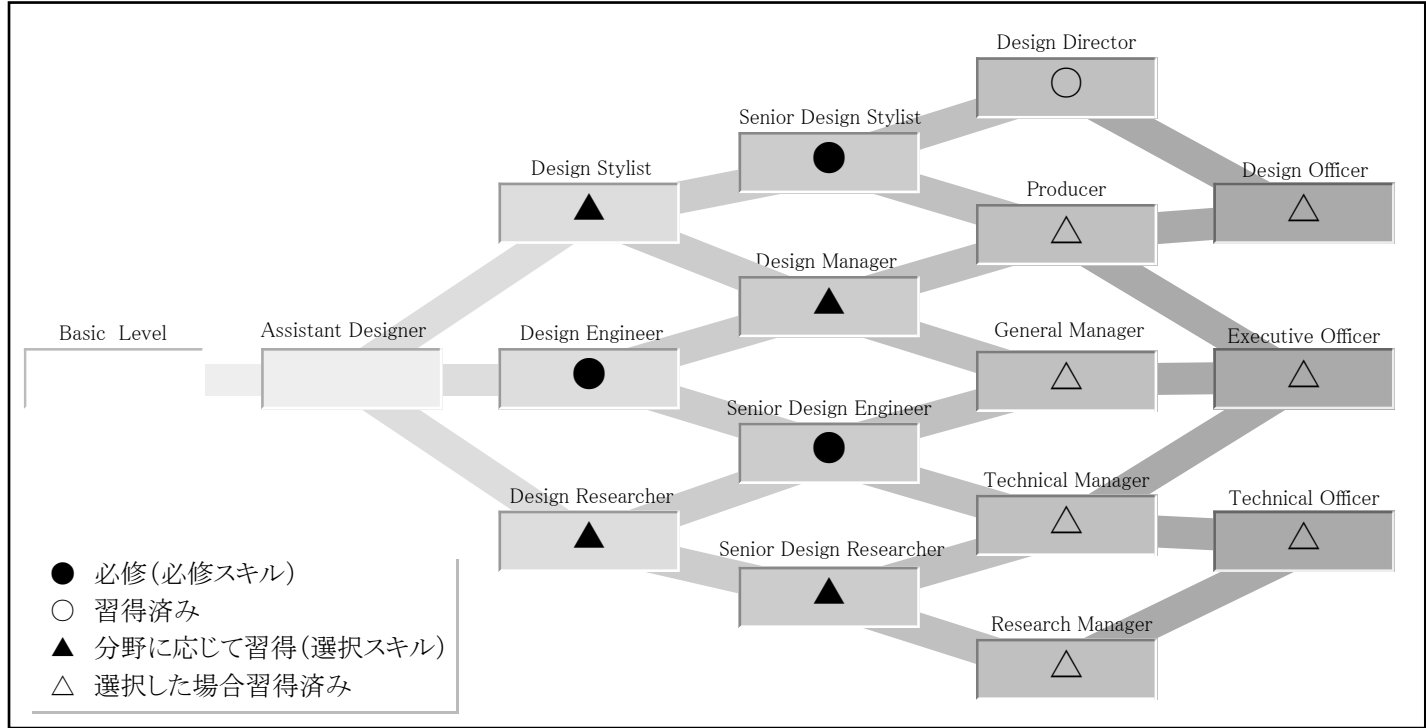 Design Director
○
Senior Design Stylist
●
Design Stylist
▲
Producer
△
Design Officer
△
Design Manager
▲
Basic Level
Assistant Designer
Design Engineer
●
General Manager
△
Executive Officer
△
Senior Design Engineer
●
Design Researcher
▲
Technical Manager
△
Technical Officer
△
Senior Design Researcher
▲
Research Manager
△
● 必修(必修スキル)
○ 習得済み
▲ 分野に応じて習得(選択スキル)
△ 選択した場合習得済み